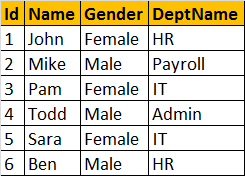 Id Name Gender DeptName
1 John Female HR
2 Mike Male Payroll
3 Pam Female IT
4 Todd Male Admin
5 Sara Female IT
6 Ben Male HR